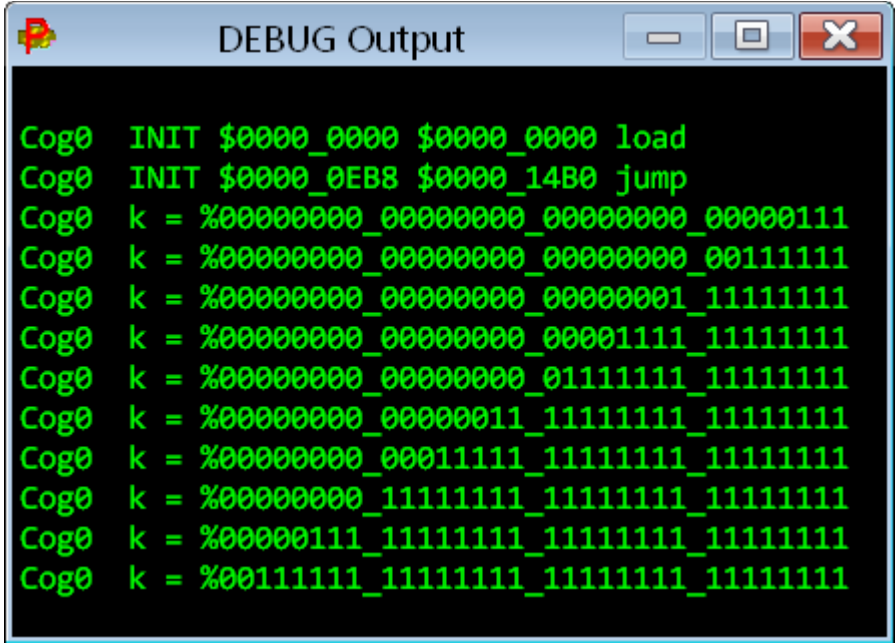 DEBUG Output
Cog0  INIT $0000_0000 $0000_0000 load
Cog0  INIT $0000_0EB8 $0000_14B0 jump
Cog0  k = %00000000_00000000_00000000_00000111
Cog0  k = %00000000_00000000_00000000_00111111
Cog0  k = %00000000_00000000_00000001_11111111
Cog0  k = %00000000_00000000_00001111_11111111
Cog0  k = %00000000_00000000_01111111_11111111
Cog0  k = %00000000_00000011_11111111_11111111
Cog0  k = %00000000_00011111_11111111_11111111
Cog0  k = %00000000_11111111_11111111_11111111
Cog0  k = %00000111_11111111_11111111_11111111
Cog0  k = %00111111_11111111_11111111_11111111